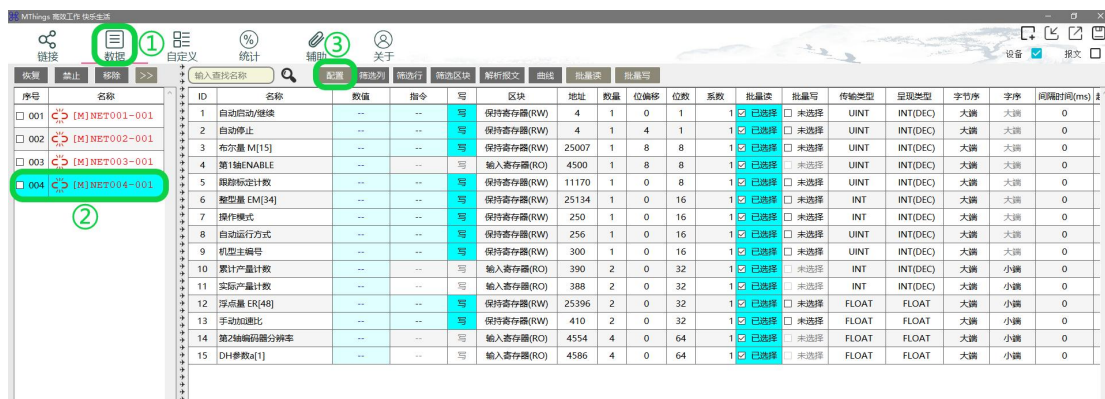 MThings 高效工作 快乐生活
链接 数据 ① 自定义 统计 辅助 ③ 关于 设备 报文
恢复 禁止 移除 >> 输入查找名称 配置 筛选列 筛选行 筛选区块 解析报文 曲线 批量读 批量写
序号 名称
001 [M]NET001-001
002 [M]NET002-001
003 [M]NET003-001
004 [M]NET004-001
②
ID 名称 数值 指令 写 区块 地址 数量 位偏移 位数 系数 批量读 批量写 传输类型 呈现类型 字节序 字序 间隔时间(ms)
1 自动启动/继续 -- -- 写 保持寄存器(RW) 4 1 0 1 1 已选择 未选择 UINT INT(DEC) 大端 大端 0
2 自动停止 -- -- 写 保持寄存器(RW) 4 1 4 1 1 已选择 未选择 UINT INT(DEC) 大端 大端 0
3 布尔量 M[15] -- -- 写 保持寄存器(RW) 25007 1 8 8 1 已选择 未选择 UINT INT(DEC) 大端 大端 0
4 第1轴ENABLE -- -- 写 输入寄存器(RO) 4500 1 8 8 1 已选择 未选择 UINT INT(DEC) 大端 大端 0
5 跟踪标定计数 -- -- 写 保持寄存器(RW) 11170 1 0 8 1 已选择 未选择 UINT INT(DEC) 大端 大端 0
6 整型量 EM[34] -- -- 写 保持寄存器(RW) 25134 1 0 16 1 已选择 未选择 INT INT(DEC) 大端 大端 0
7 操作模式 -- -- 写 保持寄存器(RW) 250 1 0 16 1 已选择 未选择 UINT INT(DEC) 大端 大端 0
8 自动运行方式 -- -- 写 保持寄存器(RW) 256 1 0 16 1 已选择 未选择 UINT INT(DEC) 大端 大端 0
9 机型主编号 -- -- 写 保持寄存器(RW) 300 1 0 16 1 已选择 未选择 UINT INT(DEC) 大端 大端 0
10 累计产量计数 -- -- 写 输入寄存器(RO) 390 2 0 32 1 已选择 未选择 INT INT(DEC) 大端 小端 0
11 实际产量计数 -- -- 写 输入寄存器(RO) 388 2 0 32 1 已选择 未选择 INT INT(DEC) 大端 小端 0
12 浮点量 ER[48] -- -- 写 保持寄存器(RW) 25396 2 0 32 1 已选择 未选择 FLOAT FLOAT 大端 小端 0
13 手动加速比 -- -- 写 保持寄存器(RW) 410 2 0 32 1 已选择 未选择 FLOAT FLOAT 大端 小端 0
14 第2轴编码器分辨率 -- -- 写 输入寄存器(RO) 4554 4 0 64 1 已选择 未选择 FLOAT FLOAT 大端 小端 0
15 DH参数a[1] -- -- 写 输入寄存器(RO) 4586 4 0 64 1 已选择 未选择 FLOAT FLOAT 大端 小端 0